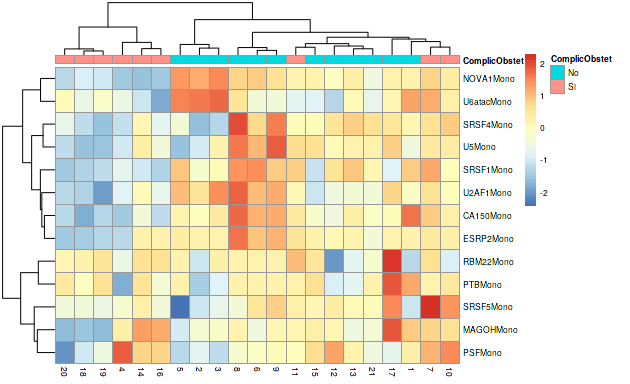 ComplicObstet
ComplicObstet
No
SI
2
1
0
-1
-2
NOVA1Mono
U6atacMono
SRSF4Mono
U5Mono
SRSF1Mono
U2AF1Mono
CA150Mono
ESRP2Mono
RBM22Mono
PTBMono
SRSF5Mono
MAGOHMono
PSFMono
20 18 19 4 14 16 5 2 3 8 6 9 11 15 12 13 21 17 1 7 10